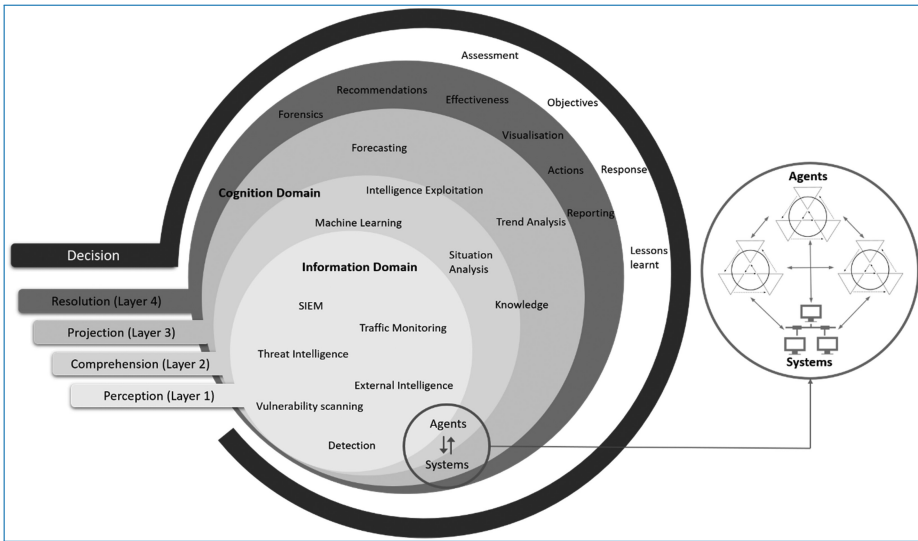 Assessment
Recommendations
Effectiveness
Objectives
Forensics
Visualisation
Forecasting
Actions
Response
Cognition Domain
Intelligence Exploitation
Machine Learning
Trend Analysis
Reporting
Decision
Information Domain
Situation
Analysis
Lessons
learnt
Resolution (Layer 4)
SIEM
Knowledge
Projection (Layer 3)
Traffic Monitoring
Comprehension (Layer 2)
Threat Intelligence
Perception (Layer 1)
External Intelligence
Vulnerability scanning
Detection
Agents
Systems
Agents
Systems